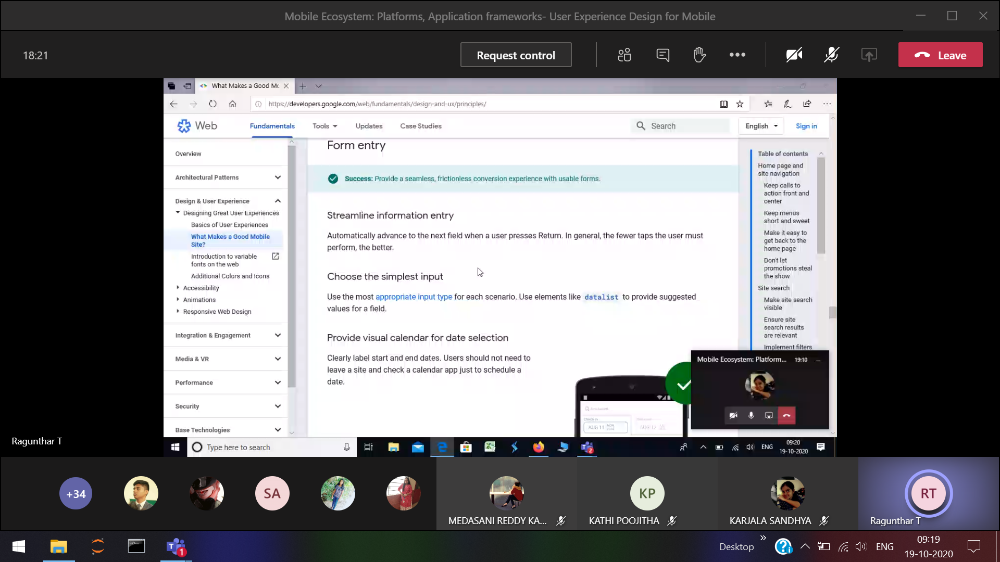 Mobile Ecosystem: Platforms, Application frameworks- User Experience Design for Mobile
18:21
Request control
Leave
What Makes a Good Mo
https://developers.google.com/web/fundamentals/design-and-ux/principles/
Web
Fundamentals
Tools
Updates
Case Studies
Search
English
Sign in
Overview
Architectural Patterns
Design & User Experience
Designing Great User Experiences
Basics of User Experiences
What Makes a Good Mobile
Site?
Introduction to variable
fonts on the web
Additional Colors and Icons
Accessibility
Animations
Responsive Web Design
Integration & Engagement
Media & VR
Performance
Security
Base Technologies
Form entry
Success: Provide a seamless, frictionless conversion experience with usable forms.
Streamline information entry
Automatically advance to the next field when a user presses Return. In general, the fewer taps the user must
perform, the better.
Choose the simplest input
Use the most appropriate input type for each scenario. Use elements like datalist to provide suggested
values for a field.
Provide visual calendar for date selection
Clearly label start and end dates. Users should not need to
leave a site and check a calendar app just to schedule a
date.
Check in
AUG 11
AUG 12
Table of contents
Home page and
site navigation
Keep calls to
action front and
center
Keep menus
short and sweet
Make it easy to
get back to the
home page
Don't let
promotions steal
the show
Site search
Make site search
visible
Ensure site
search results
are relevant
Implement filters
Mobile Ecosystem: Platform...
19:10
Type here to search
2
ENG
09:20
19-10-2020
Ragunthar T
+34
SA
MEDASANI REDDY KA...
KP
KATHI POOJITHA
KARJALA SANDHYA
RT
Ragunthar T
1
Desktop
ENG
09:19
19-10-2020